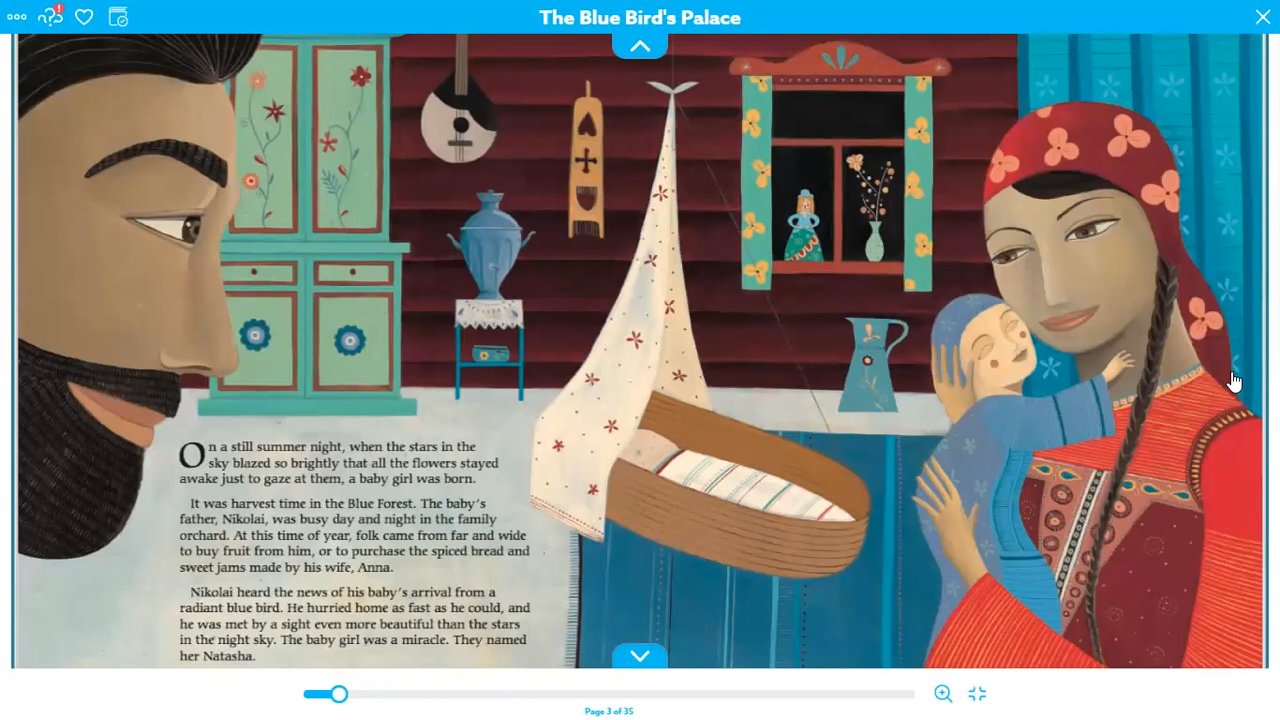 The Blue Bird's Palace
On a still summer night, when the stars in the
sky blazed so brightly that all the flowers stayed
awake just to gaze at them, a baby girl was born.
It was harvest time in the Blue Forest. The baby's
father, Nikolai, was busy day and night in the family
orchard. At this time of year, folk came from far and wide
to buy fruit from him, or to purchase the spiced bread and
sweet jams made by his wife, Anna.
Nikolai heard the news of his baby's arrival from a
radiant blue bird. He hurried home as fast as he could, and
he was met by a sight even more beautiful than the stars
in the night sky. The baby girl was a miracle. They named
her Natasha.
Page 3 of 35